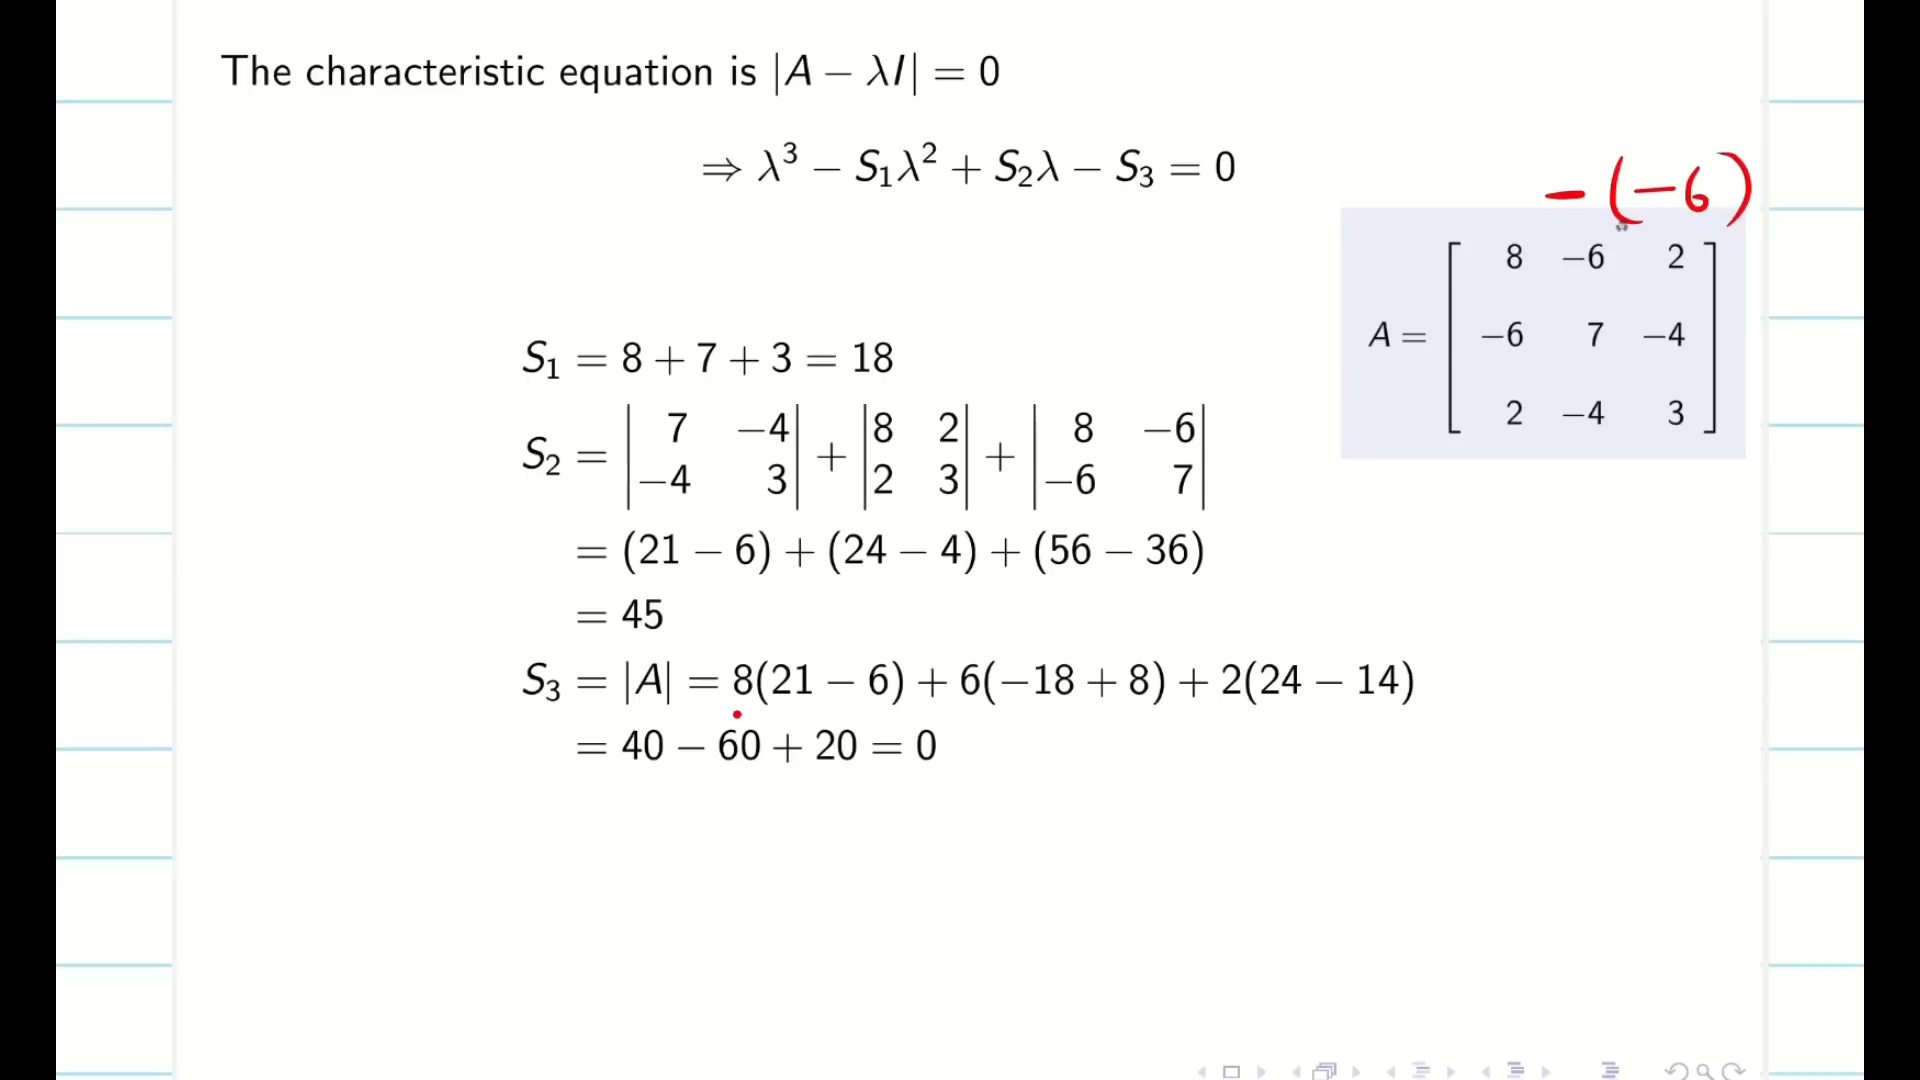 The characteristic equation is |A − λI| = 0
⇒ λ³ − S₁λ² + S₂λ − S₃ = 0
−(−6)
A = [ 8 −6 2
−6 7 −4
2 −4 3 ]
S₁ = 8 + 7 + 3 = 18
S₂ = | 7 −4 | + | 8 2 | + | 8 −6 |
| −4 3 | | 2 3 | | −6 7 |
= (21 − 6) + (24 − 4) + (56 − 36)
= 45
S₃ = |A| = 8(21 − 6) + 6(−18 + 8) + 2(24 − 14)
= 40 − 60 + 20 = 0